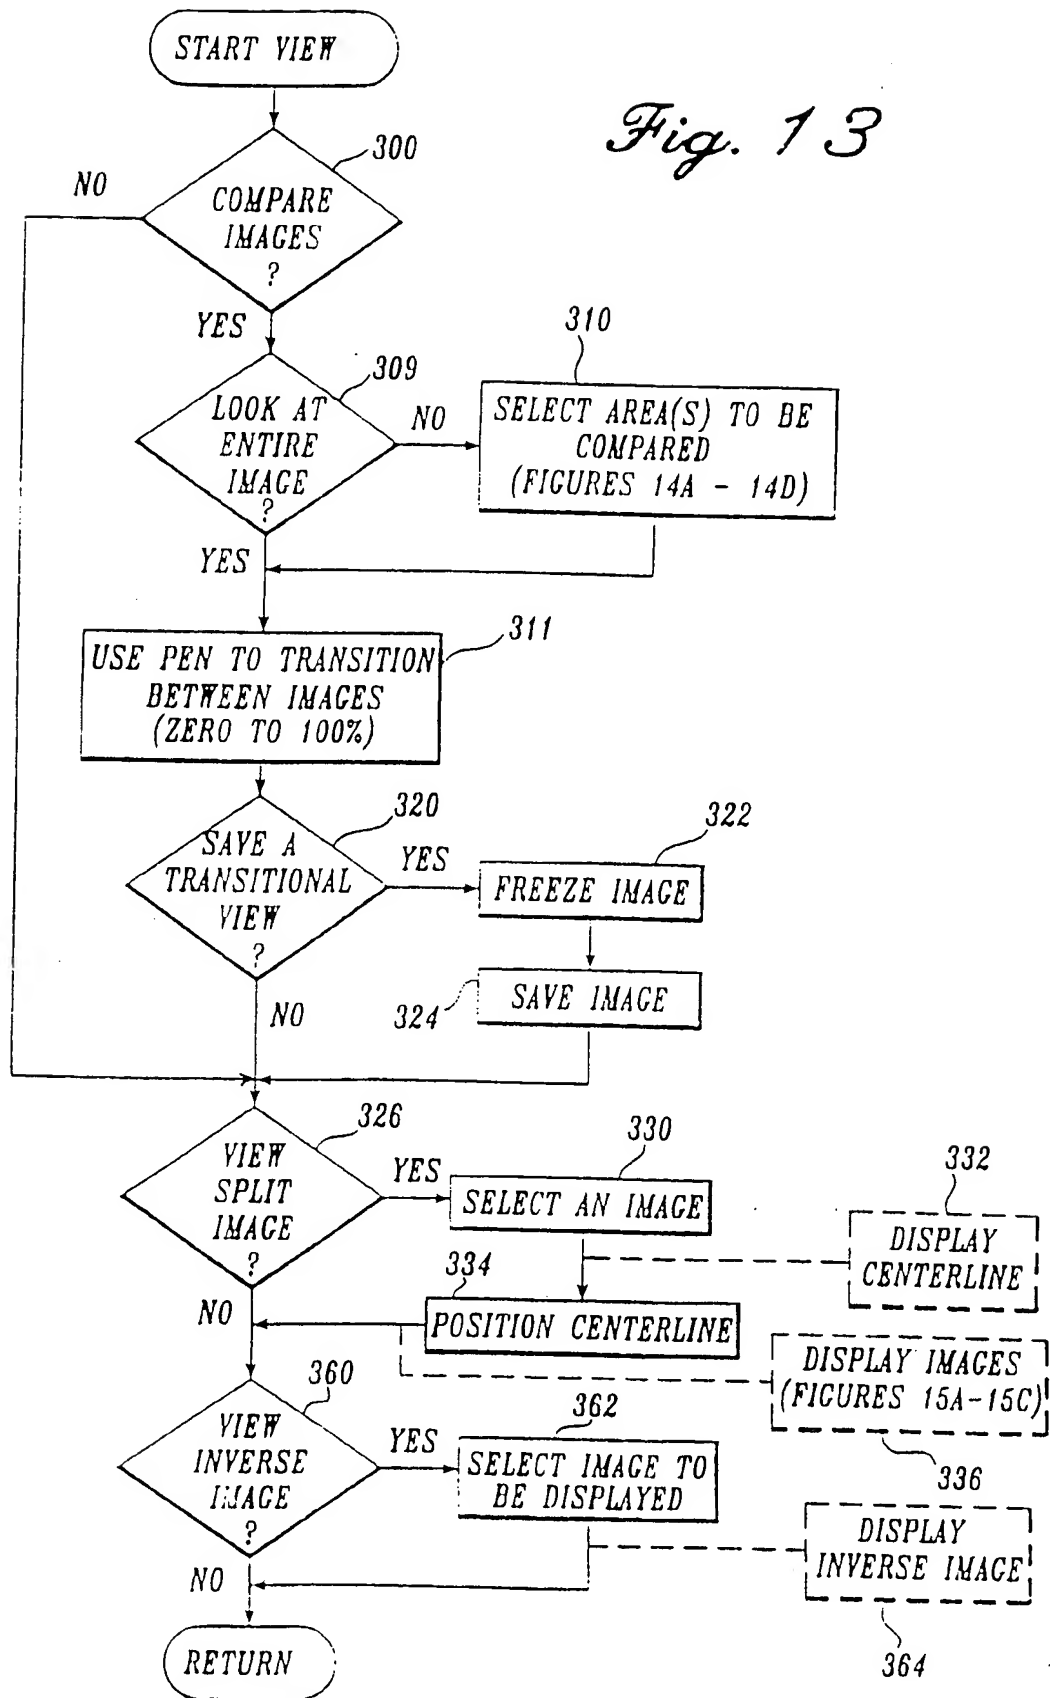 START VIEW
Fig. 13
300
NO
COMPARE
IMAGES
?
YES
309
LOOK AT
ENTIRE
IMAGE
?
NO
310
SELECT AREA(S) TO BE
COMPARED
(FIGURES 14A - 14D)
YES
311
USE PEN TO TRANSITION
BETWEEN IMAGES
(ZERO TO 100%)
320
SAVE A
TRANSITIONAL
VIEW
?
YES
322
FREEZE IMAGE
324
SAVE IMAGE
NO
326
VIEW
SPLIT
IMAGE
?
YES
330
SELECT AN IMAGE
332
DISPLAY
CENTERLINE
334
NO
POSITION CENTERLINE
DISPLAY IMAGES
(FIGURES 15A-15C)
336
360
VIEW
INVERSE
IMAGE
?
YES
362
SELECT IMAGE TO
BE DISPLAYED
DISPLAY
INVERSE IMAGE
364
NO
RETURN